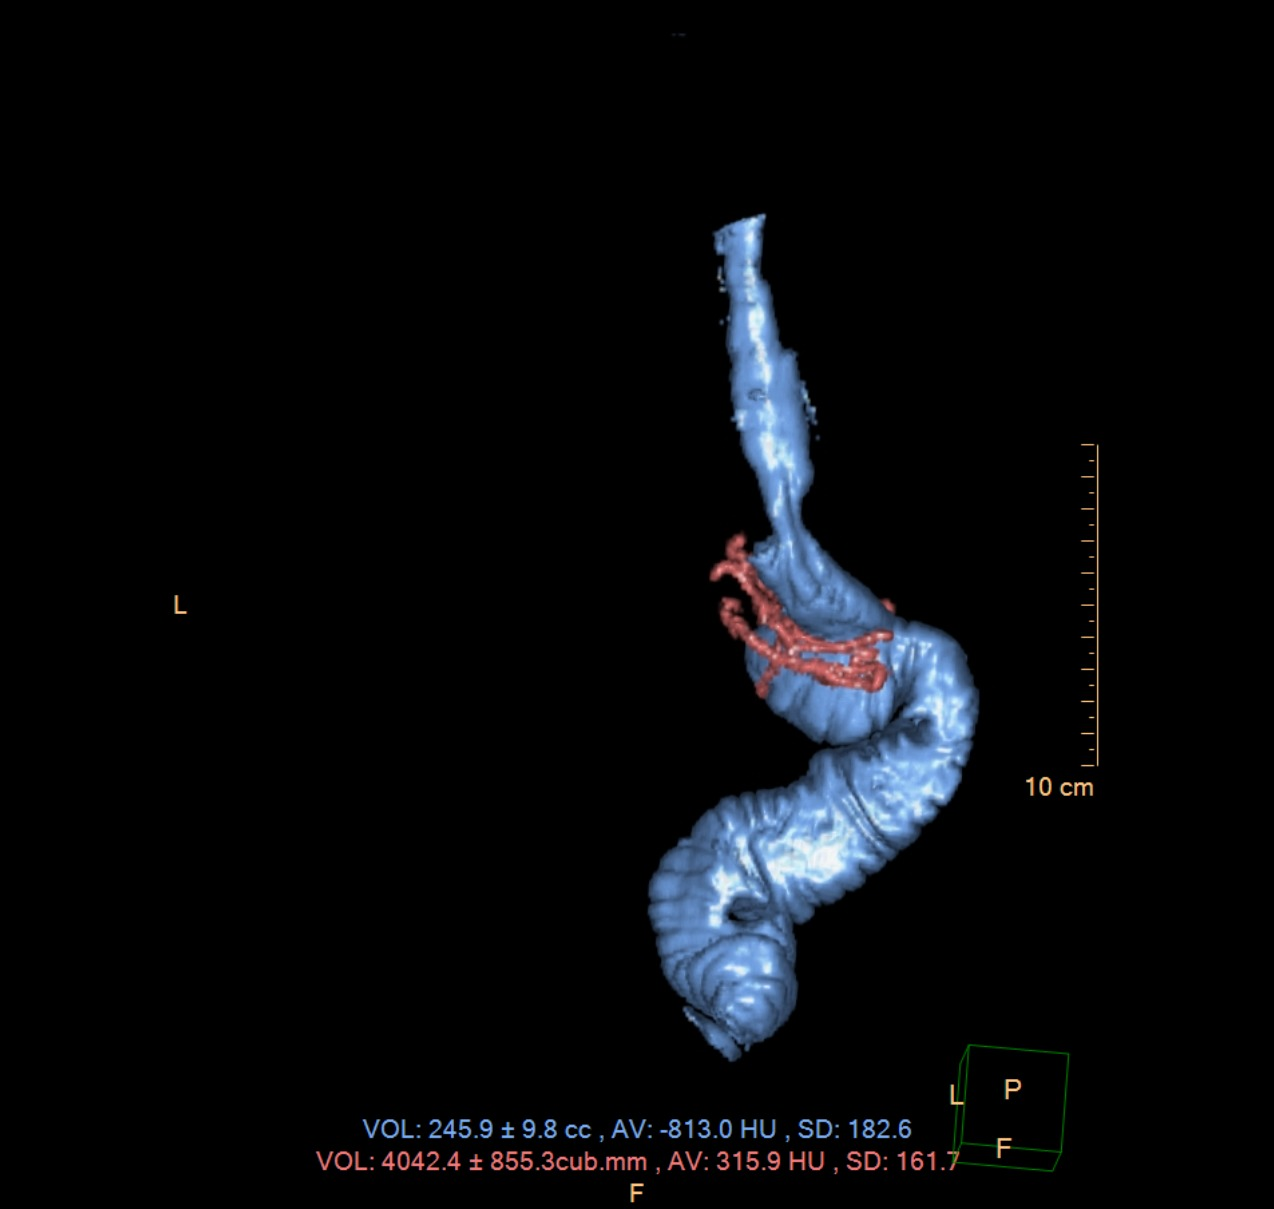 L
10 cm
L P
F
VOL: 245.9 ± 9.8 cc , AV: -813.0 HU , SD: 182.6
VOL: 4042.4 ± 855.3cub.mm , AV: 315.9 HU , SD: 161.7
F